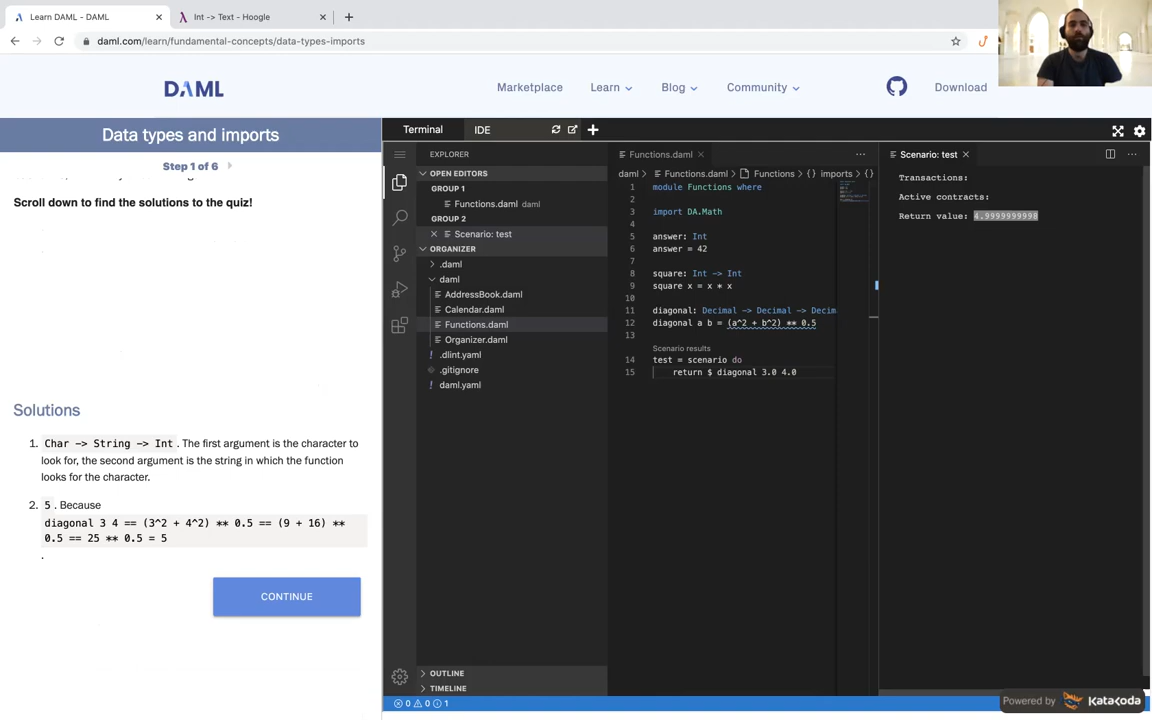 Learn DAML - DAML
Int -> Text - Hoogle
daml.com/learn/fundamental-concepts/data-types-imports
DAML
Marketplace
Learn
Blog
Community
Download
Data types and imports
Step 1 of 6
Scroll down to find the solutions to the quiz!
Solutions
1. Char -> String -> Int . The first argument is the character to
look for, the second argument is the string in which the function
looks for the character.
2. 5 . Because
diagonal 3 4 == (3^2 + 4^2) ** 0.5 == (9 + 16) **
0.5 == 25 ** 0.5 = 5
.
CONTINUE
Terminal
IDE
EXPLORER
OPEN EDITORS
GROUP 1
Functions.daml daml
GROUP 2
Scenario: test
ORGANIZER
.daml
daml
AddressBook.daml
Calendar.daml
Functions.daml
Organizer.daml
.dlint.yaml
.gitignore
daml.yaml
OUTLINE
TIMELINE
0 0 1
Functions.daml
daml > Functions.daml > Functions > {} imports > {}
1 module Functions where
2
3 import DA.Math
4
5 answer: Int
6 answer = 42
7
8 square: Int -> Int
9 square x = x * x
10
11 diagonal: Decimal -> Decimal -> Decim
12 diagonal a b = (a^2 + b^2) ** 0.5
13
Scenario results
14 test = scenario do
15 return $ diagonal 3.0 4.0
Scenario: test
Transactions:
Active contracts:
Return value: 4.9999999998
Powered by Katacoda